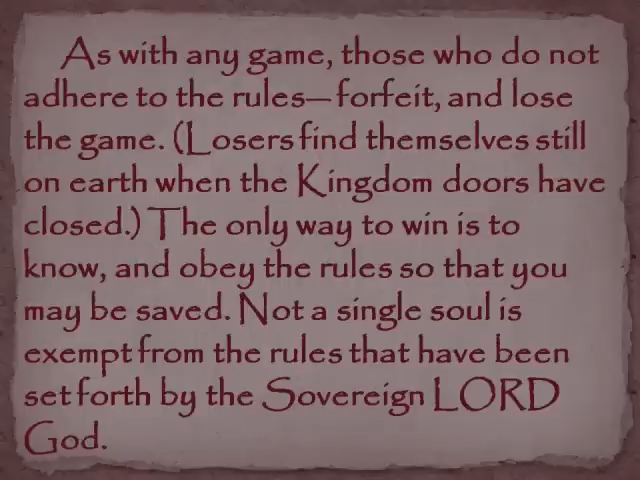 As with any game, those who do not
adhere to the rules—forfeit, and lose
the game. (Losers find themselves still
on earth when the Kingdom doors have
closed.) The only way to win is to
know, and obey the rules so that you
may be saved. Not a single soul is
exempt from the rules that have been
set forth by the Sovereign LORD
God.